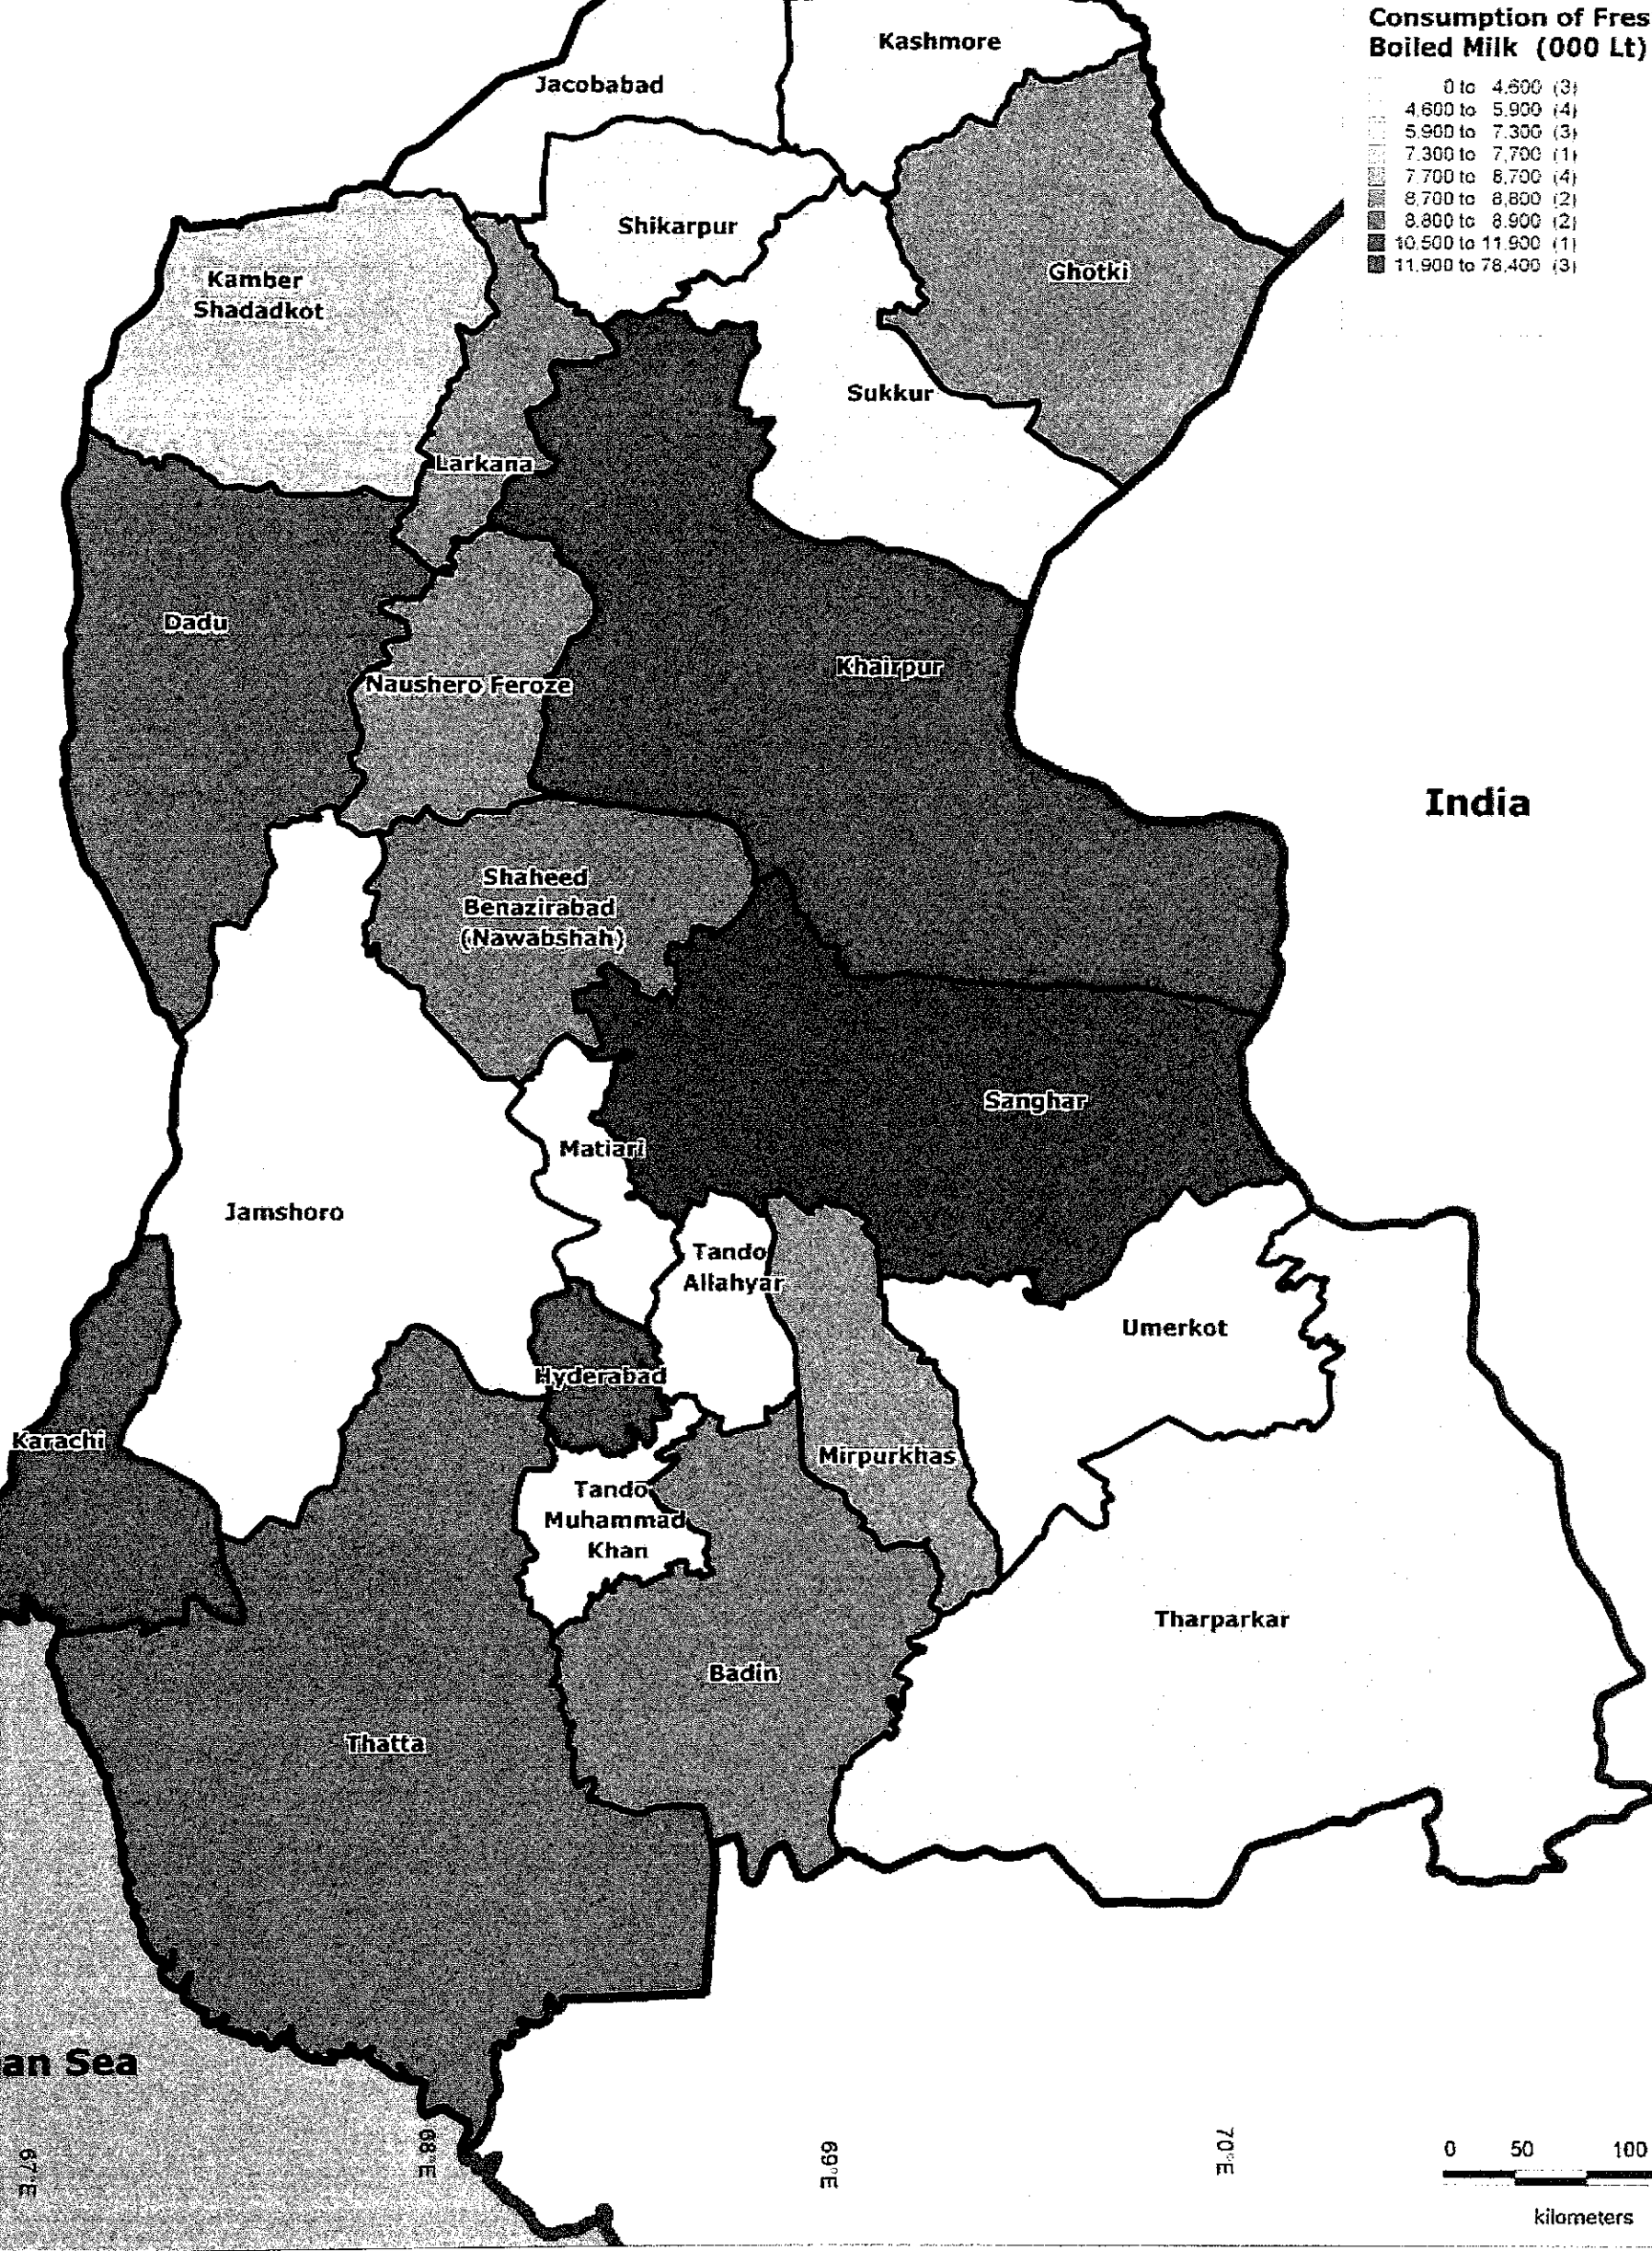 Consumption of Fres
Boiled Milk (000 Lt)
0 to 4.600 (3)
4.600 to 5.900 (4)
5.900 to 7.300 (3)
7.300 to 7,700 (1)
7 700 to 8,700 (4)
8,700 to 8,800 (2)
8.800 to 8.900 (2)
10.500 to 11.900 (1)
11.900 to 78.400 (3)
Kashmore
Jacobabad
Shikarpur
Ghotki
Kamber
Shadadkot
Sukkur
Larkana
Dadu
Khairpur
Naushero Feroze
India
Shaheed
Benazirabad
(Nawabshah)
Sanghar
Matiari
Jamshoro
Tando
Allahyar
Umerkot
Hyderabad
Karachi
Mirpurkhas
Tando
Muhammad
Khan
Tharparkar
Badin
Thatta
an Sea
67°E
68°E
69°E
70°E
0 50 100
kilometers